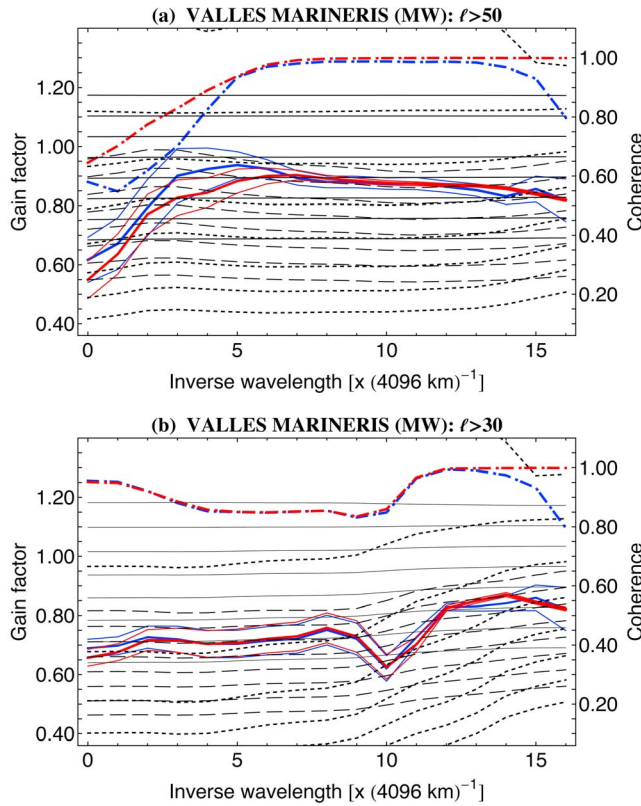 (a) VALLES MARINERIS (MW): ℓ>50
1.20
1.00
0.80
0.60
0.40
Gain factor
1.00
0.80
0.60
0.40
0.20
Coherence
0 5 10 15
Inverse wavelength [x (4096 km)⁻¹]
(b) VALLES MARINERIS (MW): ℓ>30
1.20
1.00
0.80
0.60
0.40
Gain factor
1.00
0.80
0.60
0.40
0.20
Coherence
0 5 10 15
Inverse wavelength [x (4096 km)⁻¹]